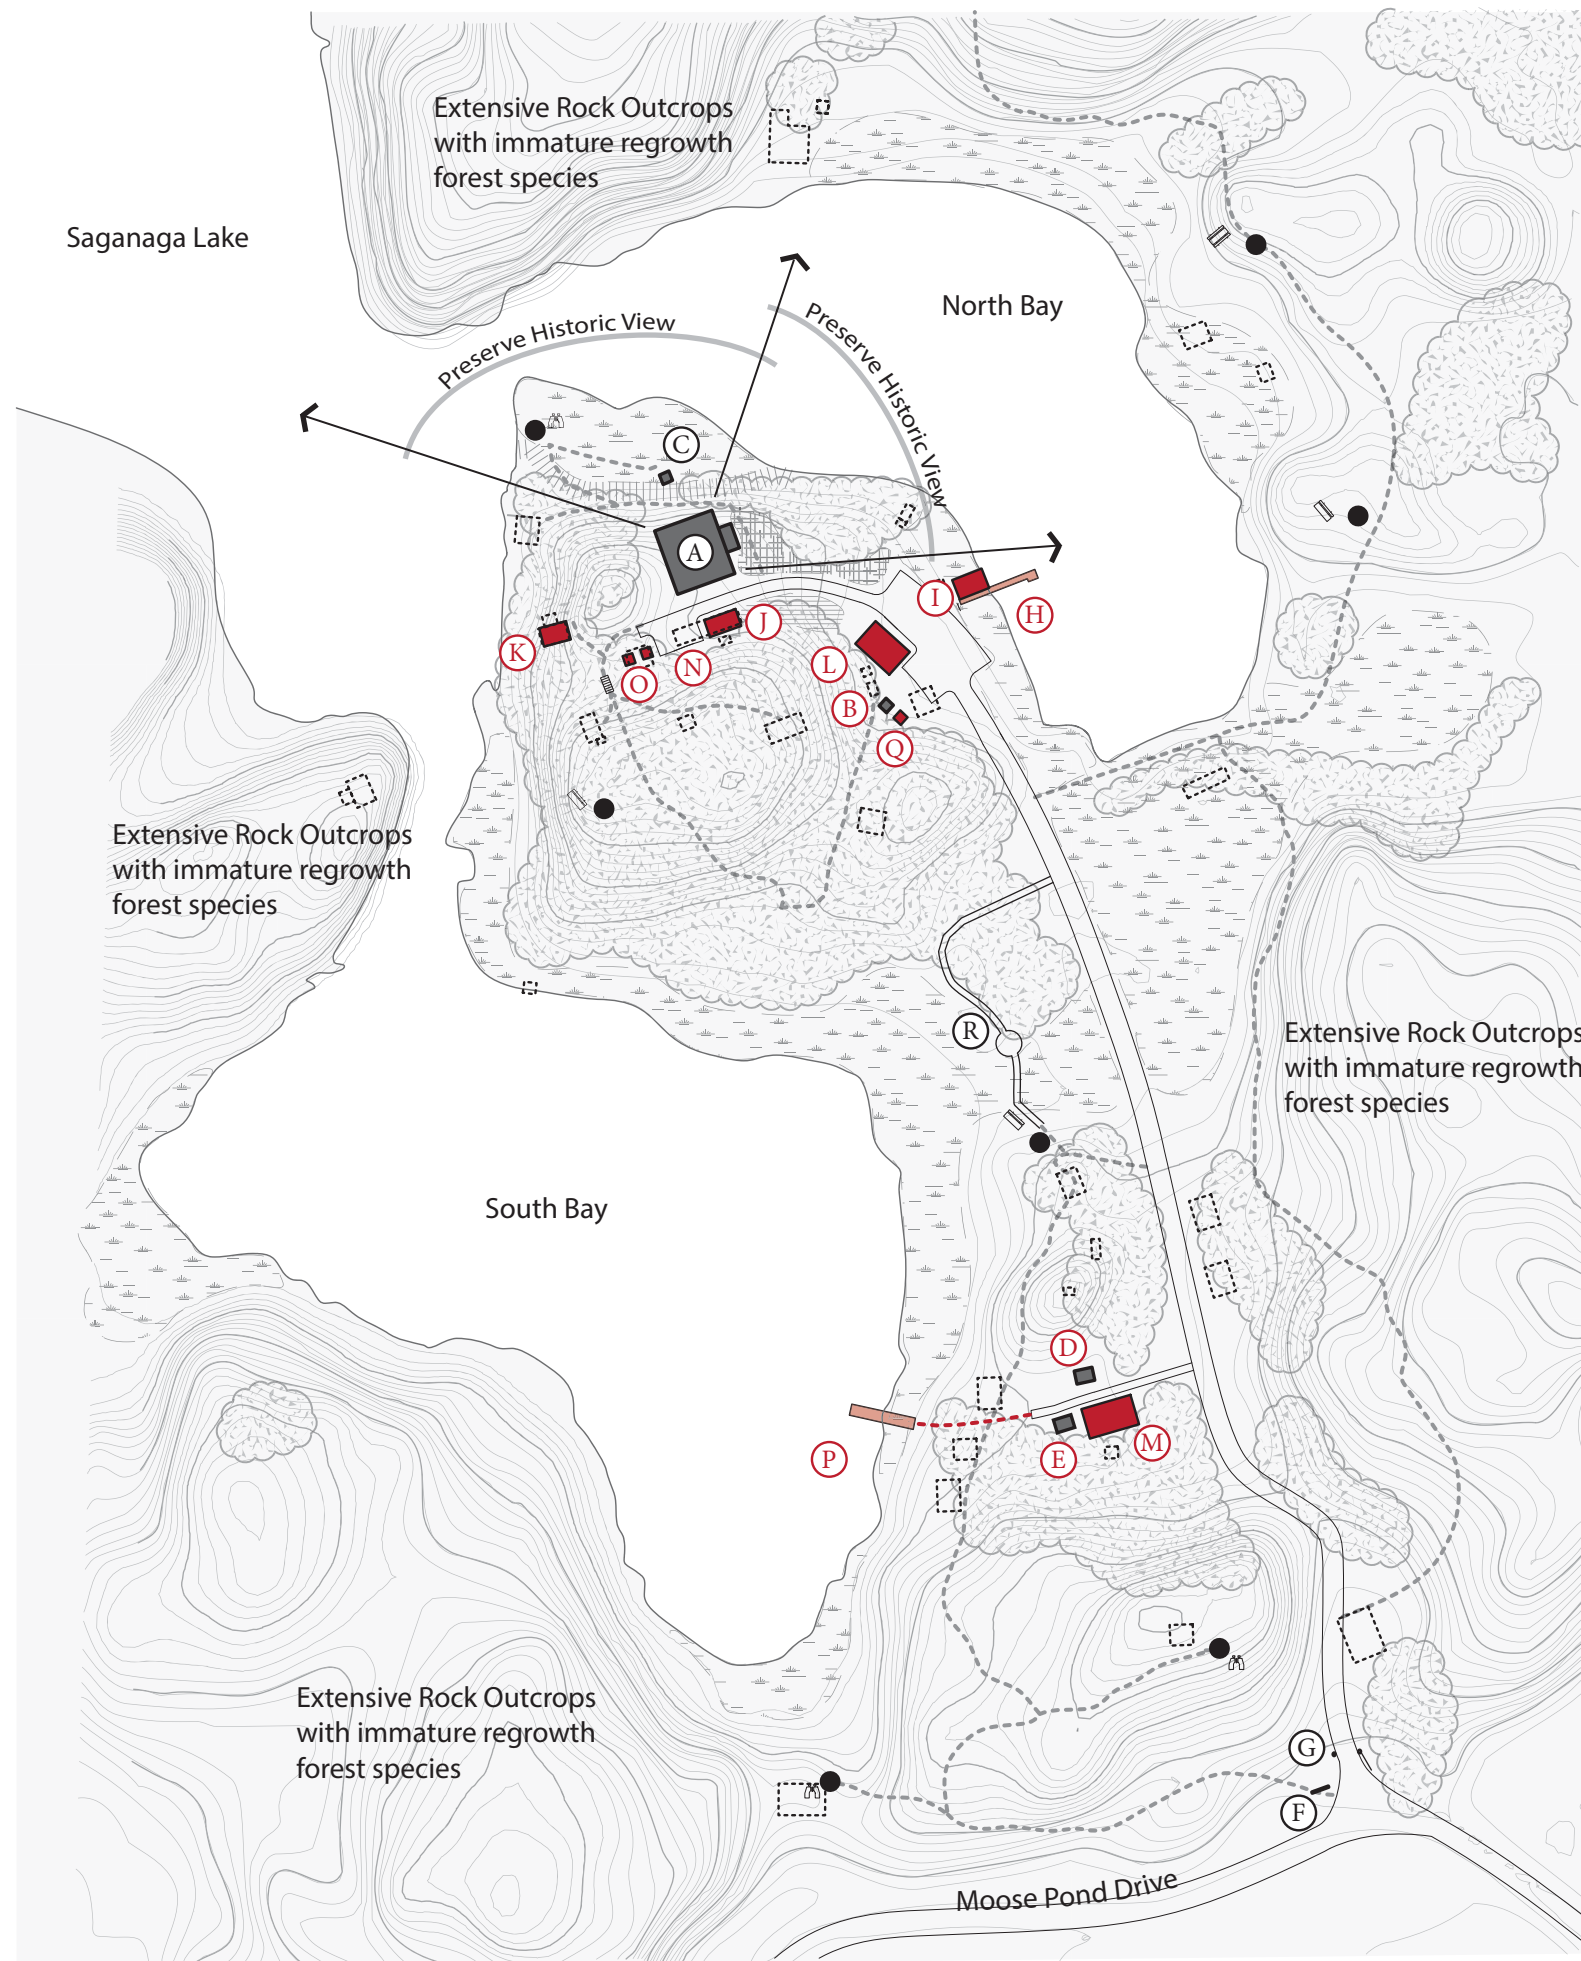 Extensive Rock Outcrops
with immature regrowth
forest species
Saganaga Lake
North Bay
Preserve Historic View
Preserve Historic View
C
A
I
H
J
K
L
N
O
B
Q
Extensive Rock Outcrops
with immature regrowth
forest species
R
Extensive Rock Outcrops
with immature regrowth
forest species
South Bay
D
P
E
M
Extensive Rock Outcrops
with immature regrowth
forest species
G
F
Moose Pond Drive